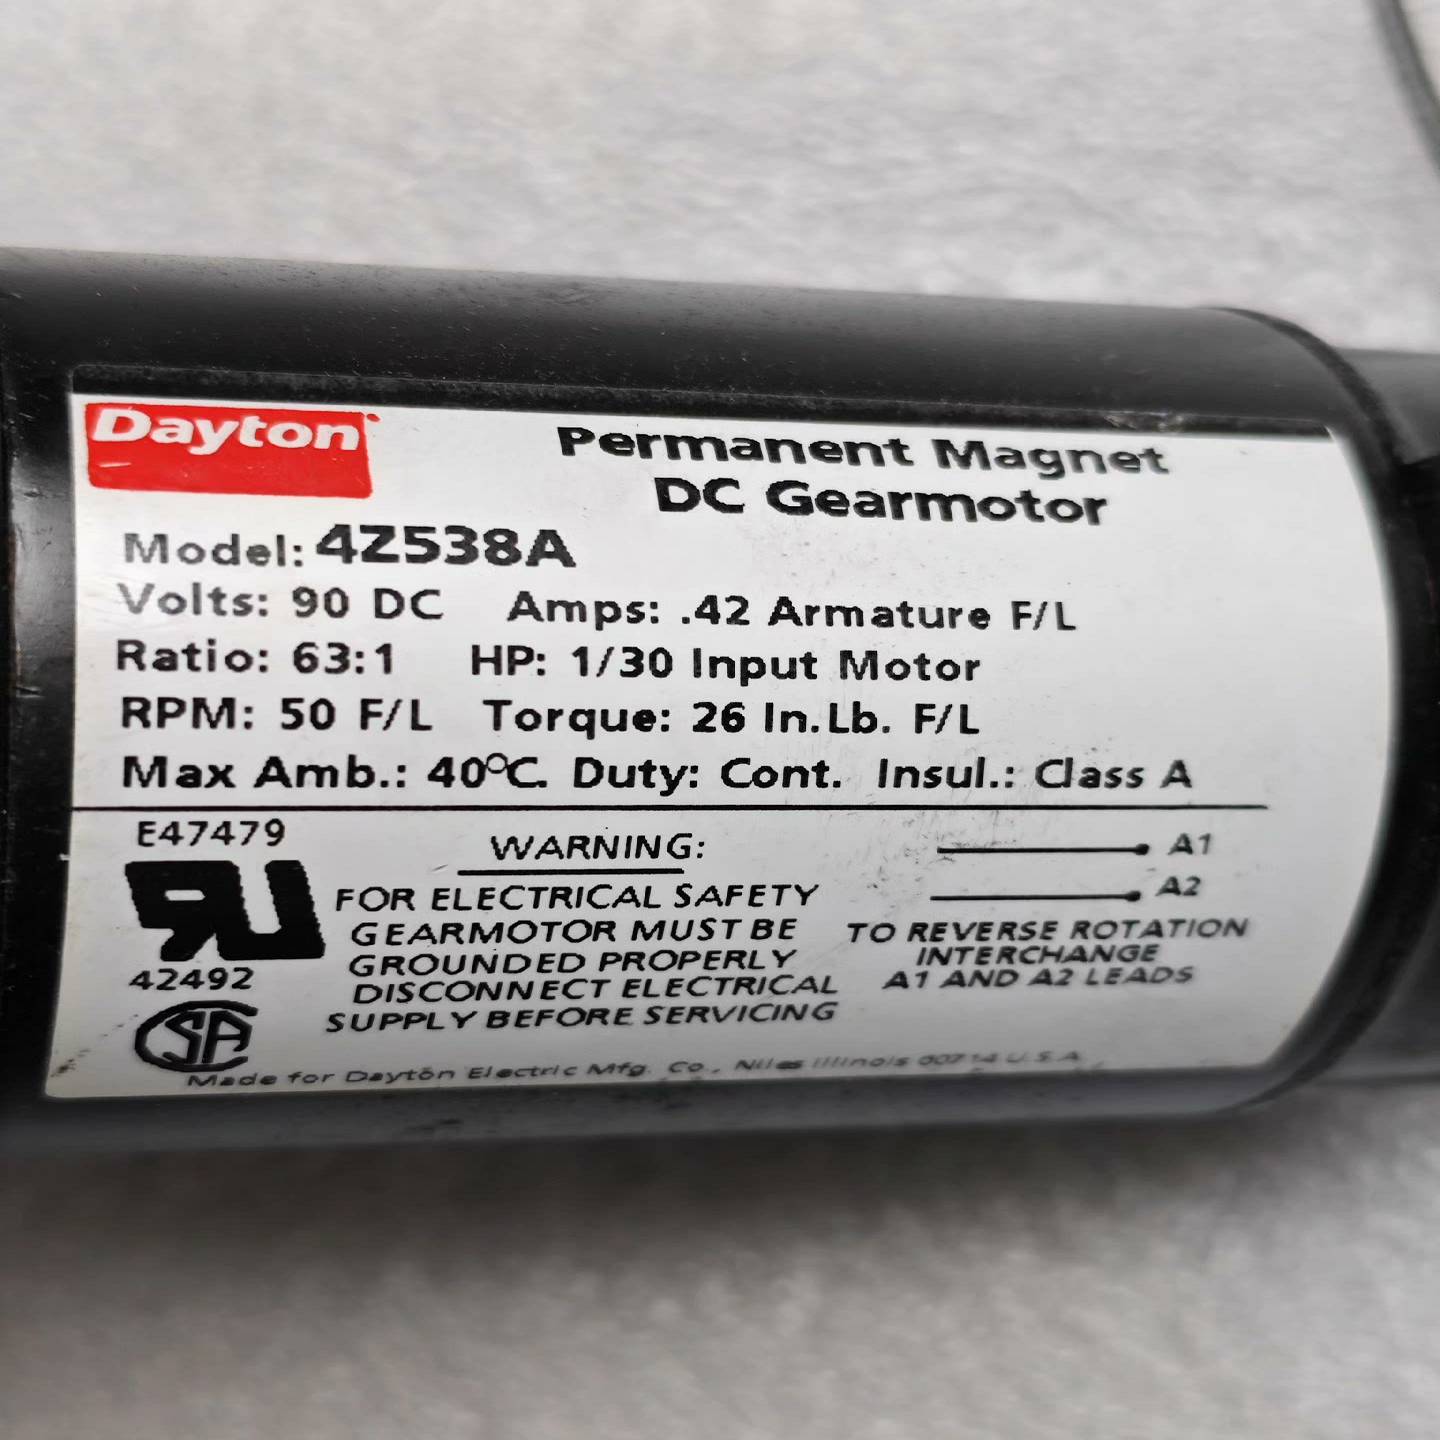 Dayton
Permanent Magnet
DC Gearmotor
Model: 4Z538A
Volts: 90 DC Amps: .42 Armature F/L
Ratio: 63:1 HP: 1/30 Input Motor
RPM: 50 F/L Torque: 26 In.Lb. F/L
Max Amb.: 40°C. Duty: Cont. Insul.: Class A
E47479
RU
42492
CSA
WARNING:
FOR ELECTRICAL SAFETY
GEARMOTOR MUST BE
GROUNDED PROPERLY
DISCONNECT ELECTRICAL
SUPPLY BEFORE SERVICING
A1
A2
TO REVERSE ROTATION
INTERCHANGE
A1 AND A2 LEADS
Made for Dayton Electric Mfg. Co., Niles Illinois U.S.A